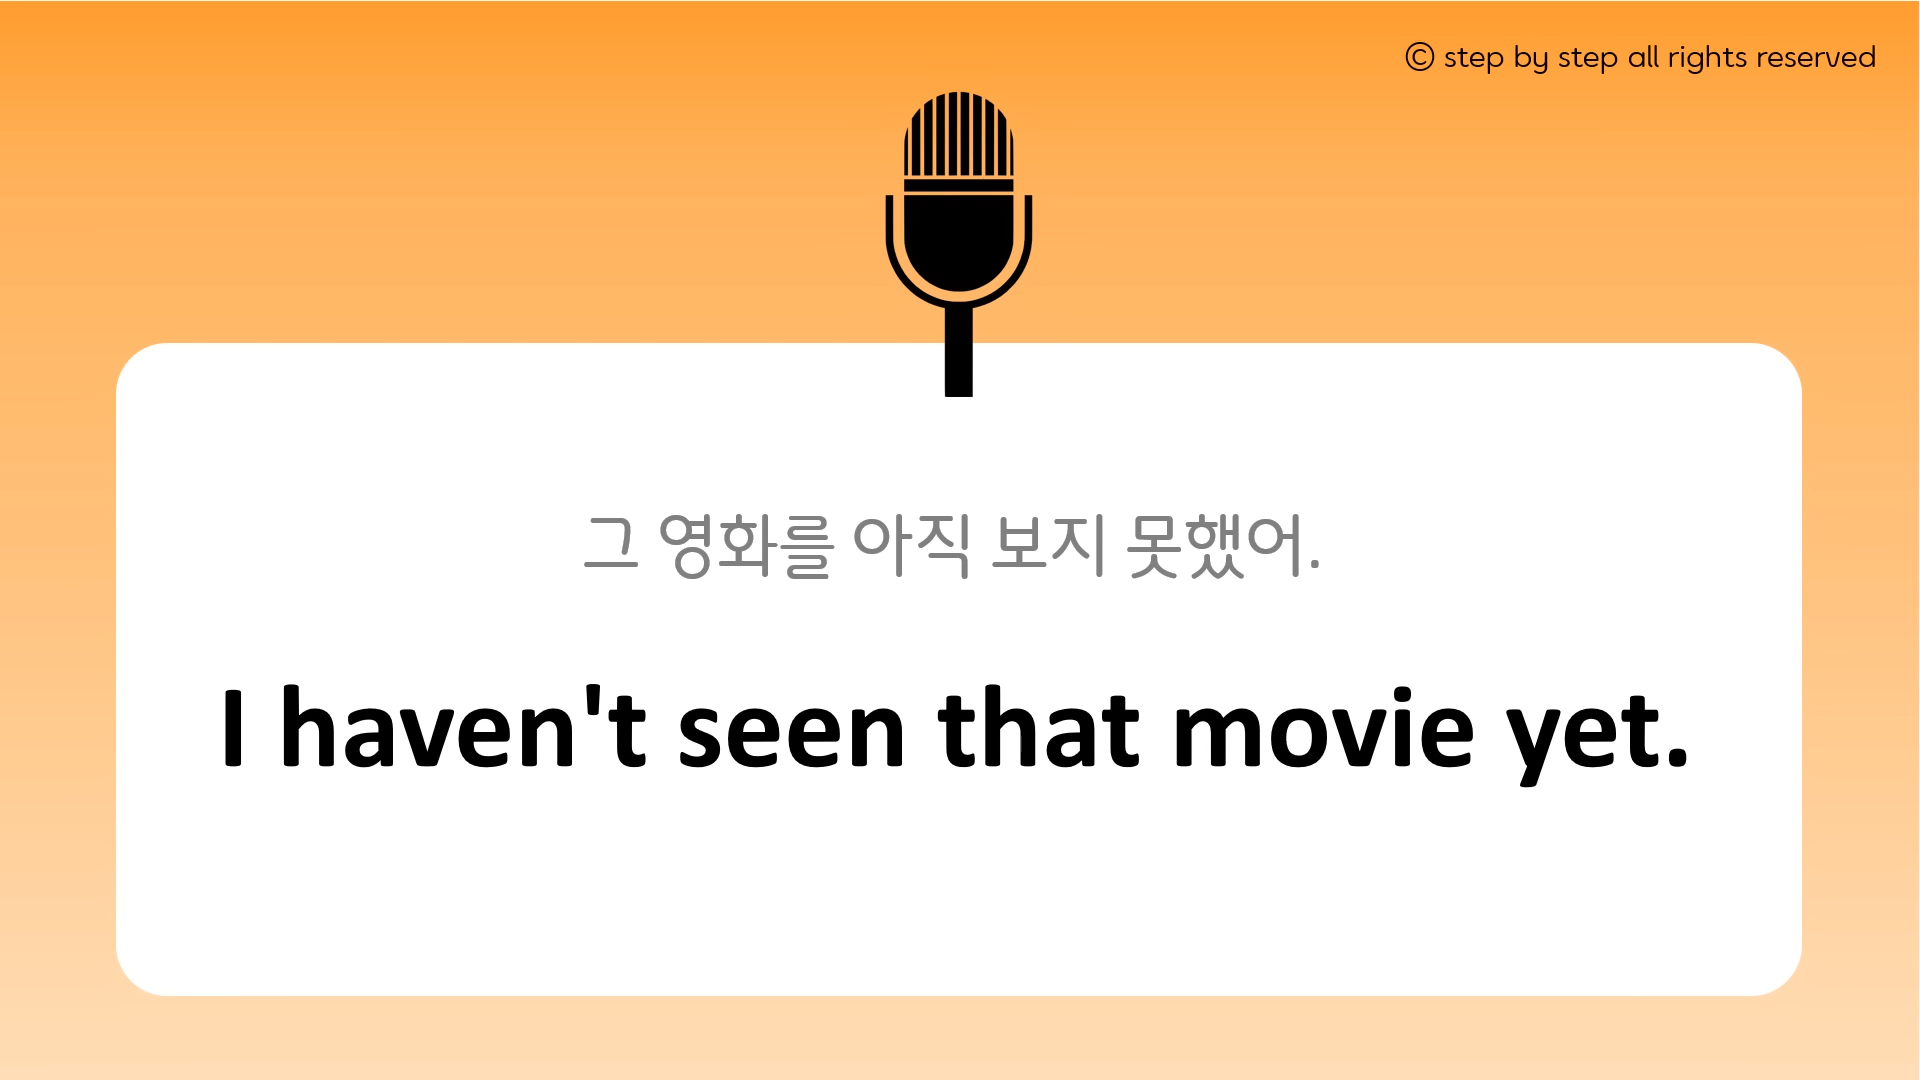 © step by step all rights reserved
그 영화를 아직 보지 못했어.
I haven't seen that movie yet.